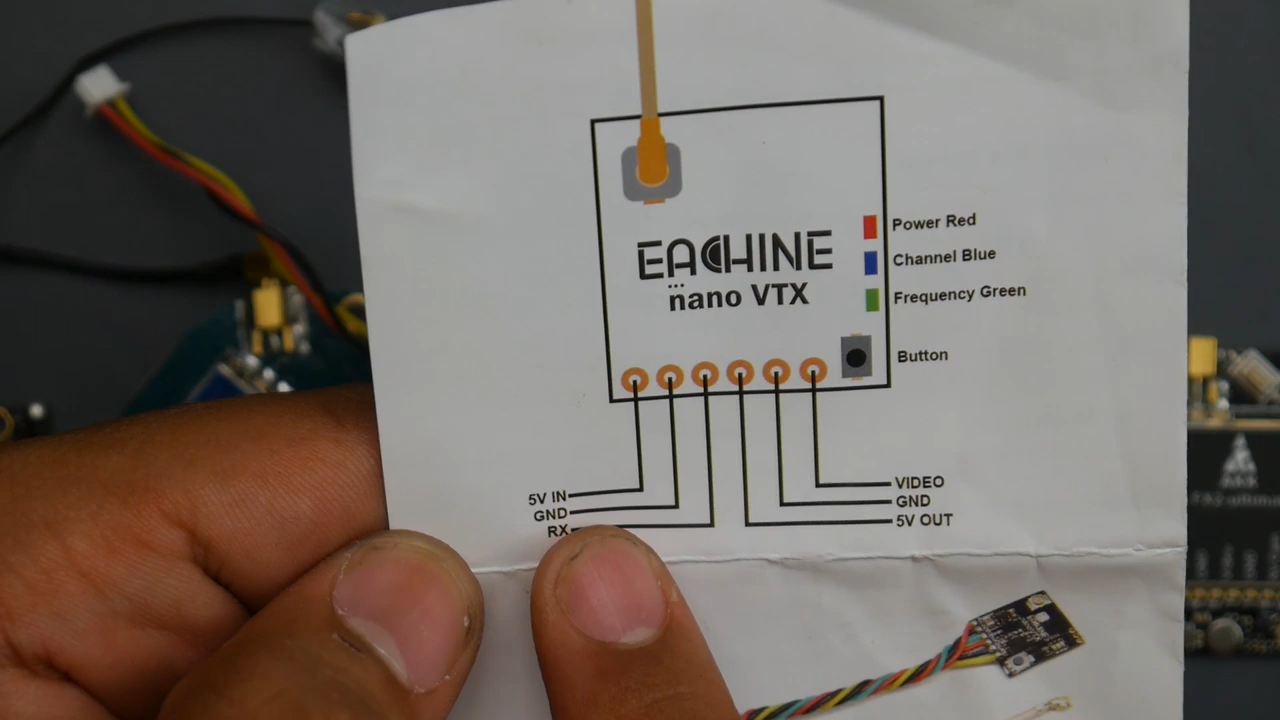 EACHINE
nano VTX
Power Red
Channel Blue
Frequency Green
Button
5V IN
GND
RX
VIDEO
GND
5V OUT